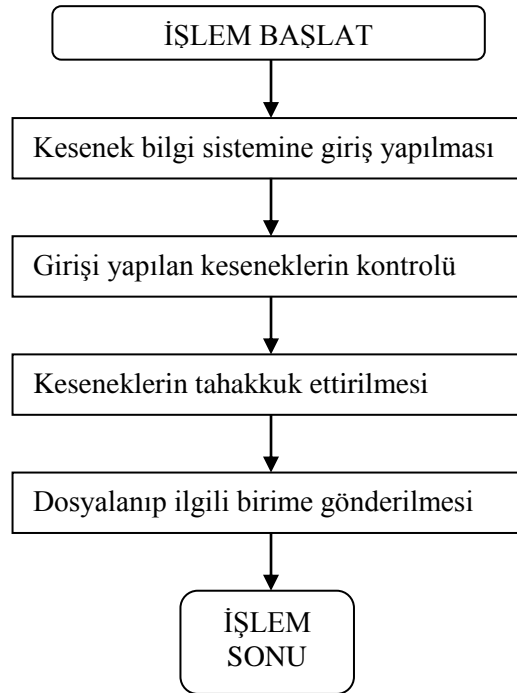 İŞLEM BAŞLAT
Kesenek bilgi sistemine giriş yapılması
Girişi yapılan keseneklerin kontrolü
Keseneklerin tahakkuk ettirilmesi
Dosyalanıp ilgili birime gönderilmesi
İŞLEM
SONU